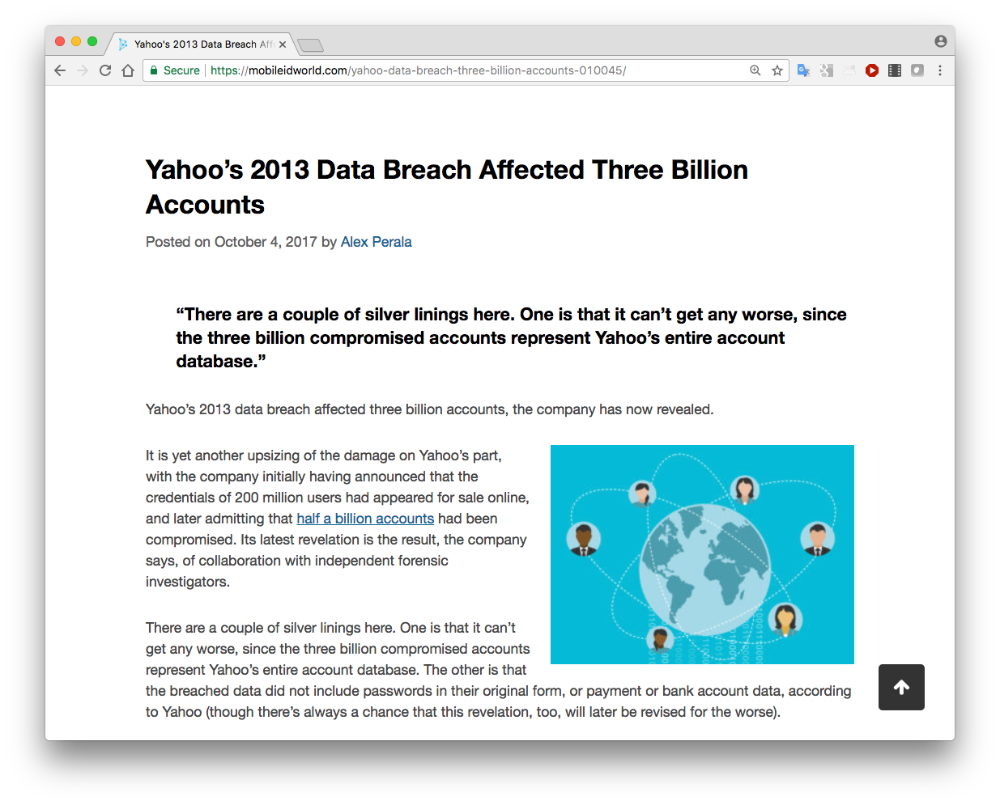 Yahoo's 2013 Data Breach Aff
Secure
https://mobileidworld.com/yahoo-data-breach-three-billion-accounts-010045/
Yahoo’s 2013 Data Breach Affected Three Billion
Accounts
Posted on October 4, 2017 by Alex Perala
“There are a couple of silver linings here. One is that it can’t get any worse, since
the three billion compromised accounts represent Yahoo’s entire account
database.”
Yahoo’s 2013 data breach affected three billion accounts, the company has now revealed.
It is yet another upsizing of the damage on Yahoo’s part,
with the company initially having announced that the
credentials of 200 million users had appeared for sale online,
and later admitting that half a billion accounts had been
compromised. Its latest revelation is the result, the company
says, of collaboration with independent forensic
investigators.
There are a couple of silver linings here. One is that it can’t
get any worse, since the three billion compromised accounts
represent Yahoo’s entire account database. The other is that
the breached data did not include passwords in their original form, or payment or bank account data, according
to Yahoo (though there’s always a chance that this revelation, too, will later be revised for the worse).